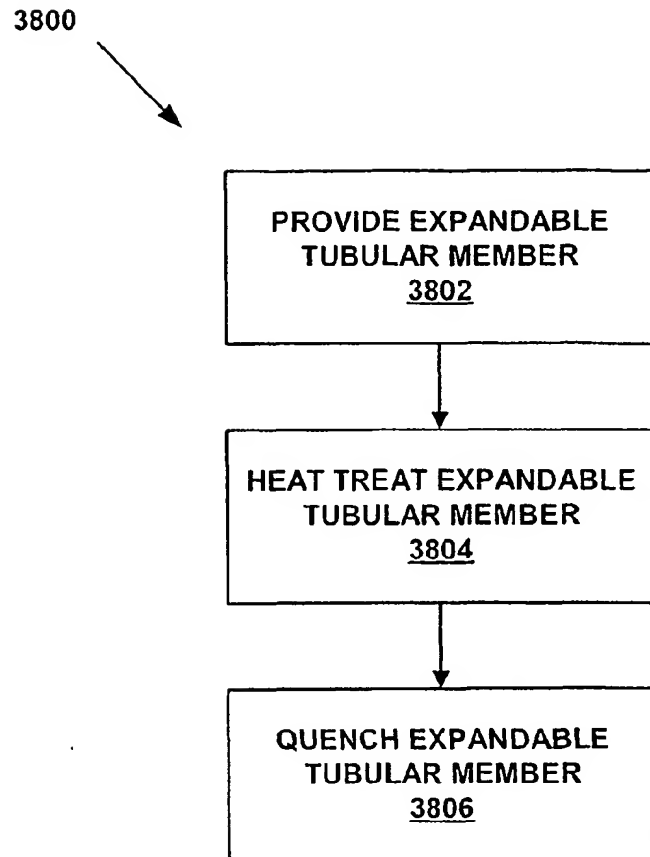 3800
PROVIDE EXPANDABLE
TUBULAR MEMBER
3802
HEAT TREAT EXPANDABLE
TUBULAR MEMBER
3804
QUENCH EXPANDABLE
TUBULAR MEMBER
3806